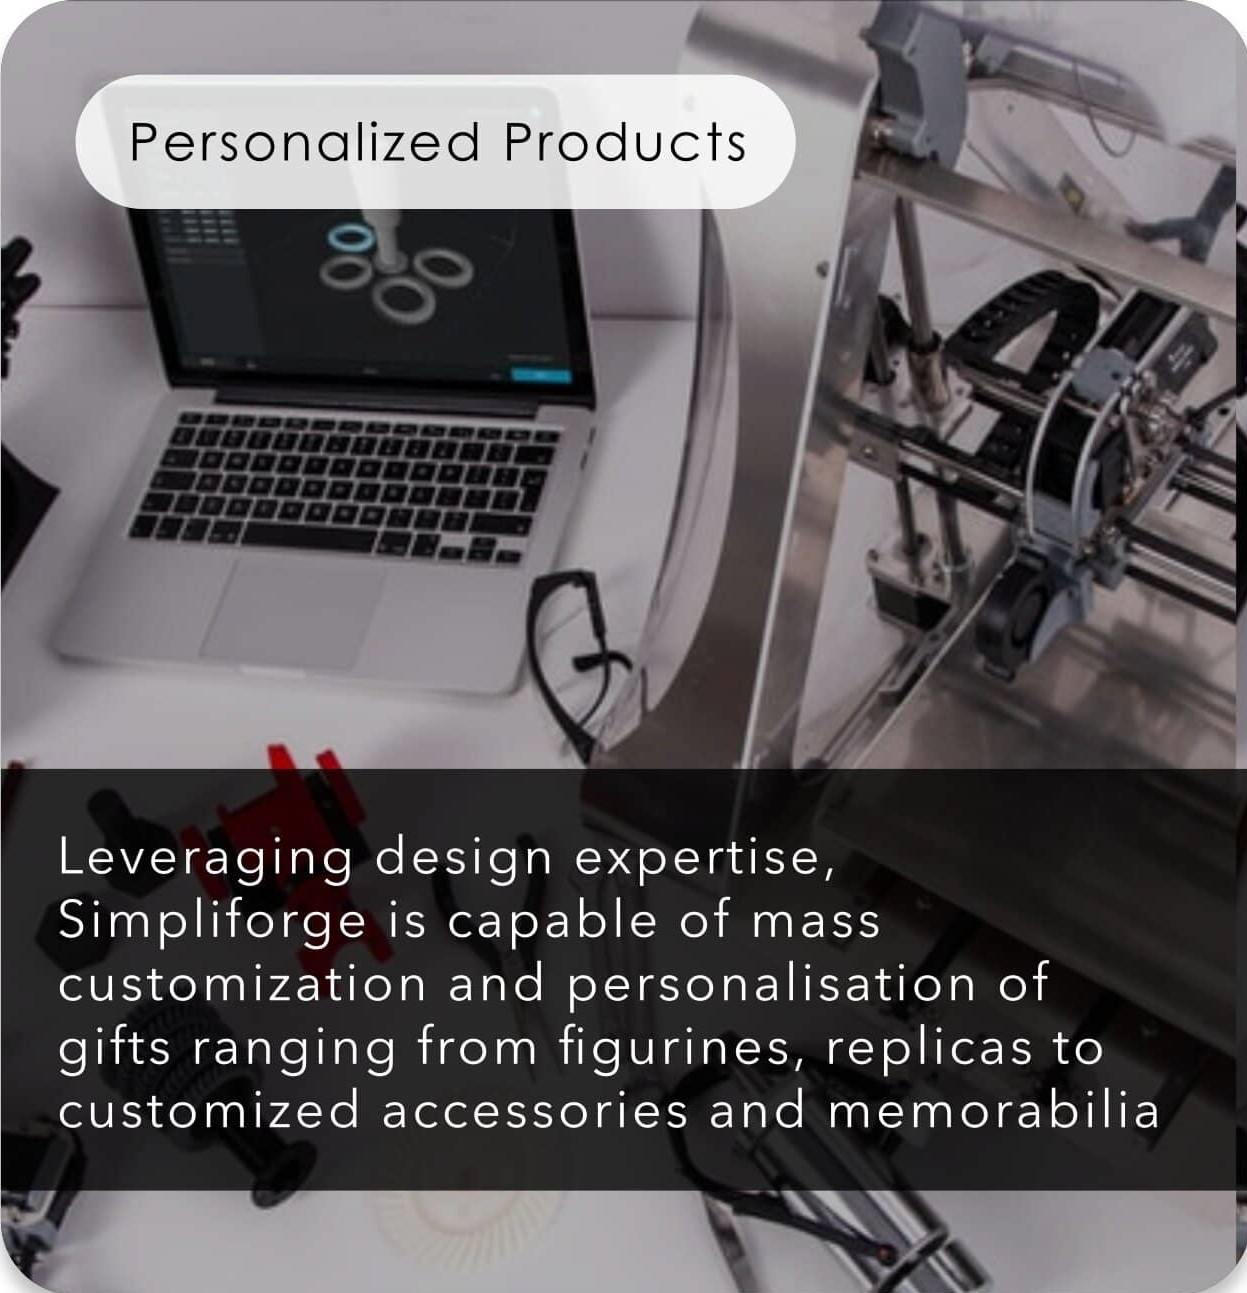 Personalized Products
Leveraging design expertise,
Simpliforge is capable of mass
customization and personalisation of
gifts ranging from figurines, replicas to
customized accessories and memorabilia